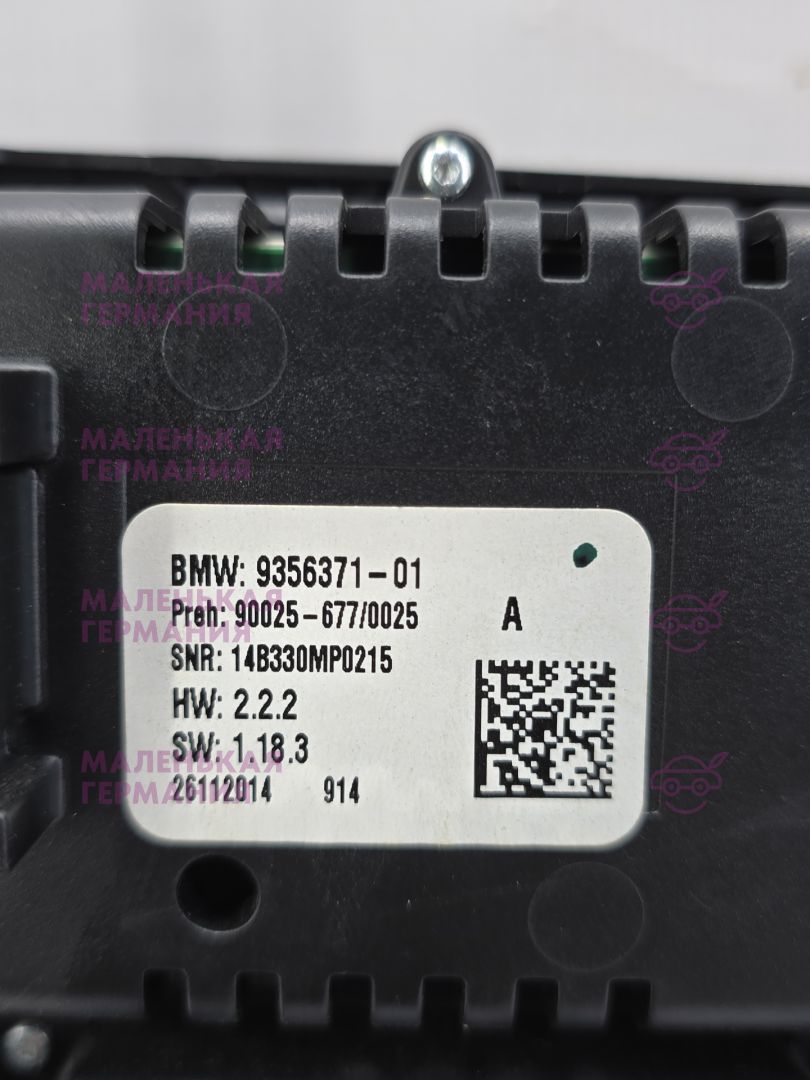 МАЛЕНЬКАЯ
ГЕРМАНИЯ
МАЛЕНЬКАЯ
ГЕРМАНИЯ
BMW: 9356371-01
МАЛЕНЬКАЯ
ГЕРМАНИЯ
Preh: 90025-677/0025
A
SNR: 14B330MP0215
HW: 2.2.2
SW: 1.18.3
МАЛЕНЬКАЯ
ГЕРМАНИЯ
26112014 914